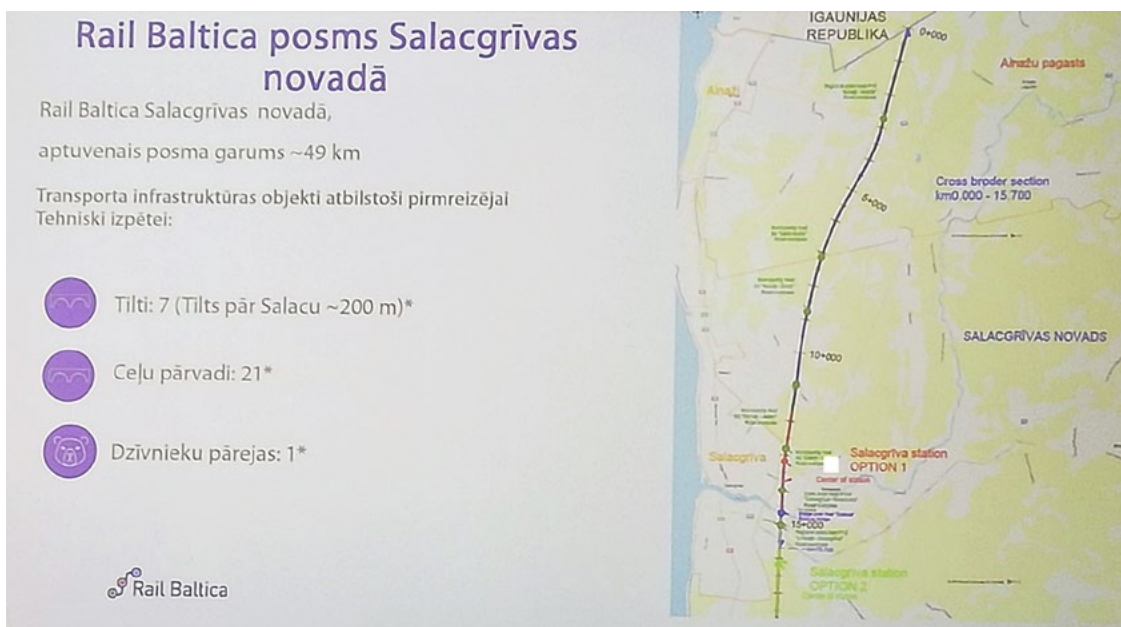 Rail Baltica posms Salacgrīvas
novadā
Rail Baltica Salacgrīvas novadā,
aptuvenais posma garums ~49 km
Transporta infrastruktūras objekti atbilstoši pirmreizējai
Tehniski izpētei:
Tilti: 7 (Tilts pār Salacu ~200 m)*
Ceļu pārvadi: 21*
Dzīvnieku pārejas: 1*
Rail Baltica
IGAUNIJAS
REPUBLIKA
0+000
Ainažu pagasts
Ainaži
Cross broder section
km0.000 - 15.700
5+000
SALACGRĪVAS NOVADS
10+000
Salacgrīva
Salacgrīva station
OPTION 1
Center of station
15+000
Salacgrīva station
OPTION 2
Center of station